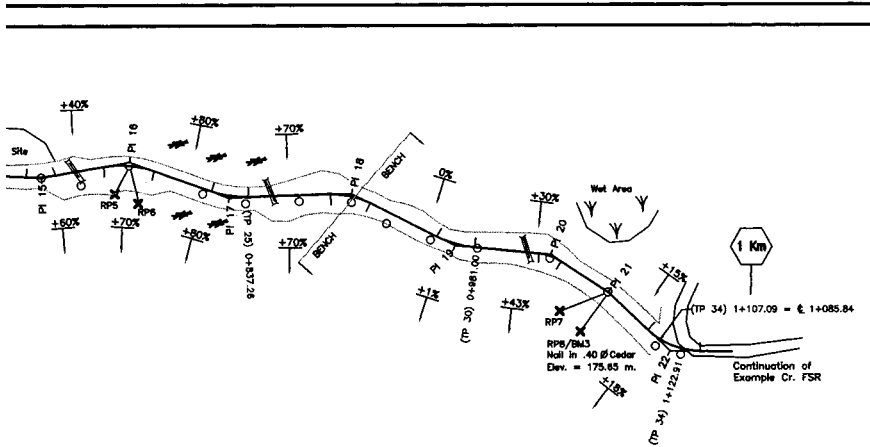 +40%
+80%
+70%
Site
PI 16
PI 18
BENCH
0%
PI 15
RP5
RP6
PI 17
(TP 25) 0+837.26
+60%
+70%
+80%
+70%
BENCH
+30%
Wet Area
PI 20
1 Km
PI 19
(TP 30) 0+981.00
PI 21
+15%
+1%
+43%
RP7
(TP 34) 1+107.09 = ℄ 1+085.84
RP8/BM3
Nail in .40 Ø Cedar
Elev. = 175.65 m.
PI 22
(TP 34) 1+122.91
Continuation of
Example Cr. FSR
+18%